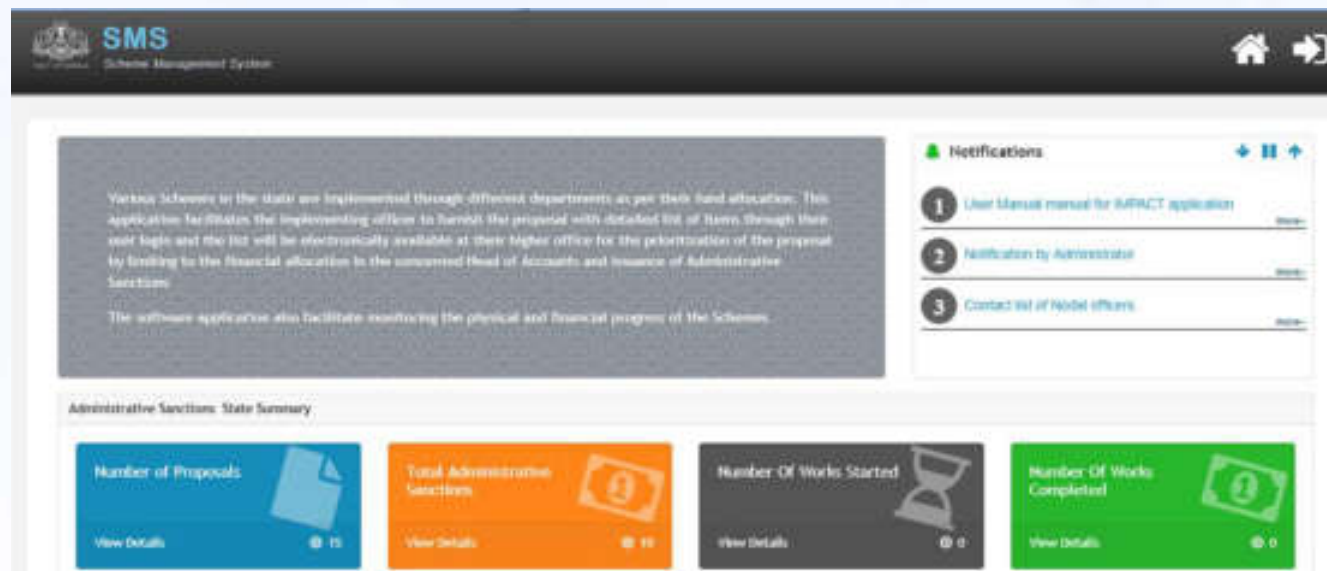 SMS
Scheme Management System
Various Schemes in the state are implemented through different departments as per their fund allocation. This
application facilitates the implementing officer to furnish the proposal with detailed list of items through their
user login and the list will be electronically available at their higher office for the prioritization of the proposal
by limiting to the financial allocation in the concerned Head of Accounts and issuance of Administrative
Sanctions
The software application also facilitate monitoring the physical and financial progress of the Schemes.
Notifications
1 User Manual manual for IMPACT application
more..
2 Notification by Administrator
more..
3 Contact list of Nodel officers
more..
Administrative Sanctions State Summary
Number of Proposals
View Details
Total Administrative
Sanctions
View Details
Number Of Works Started
View Details 0
Number Of Works
Completed
View Details 0